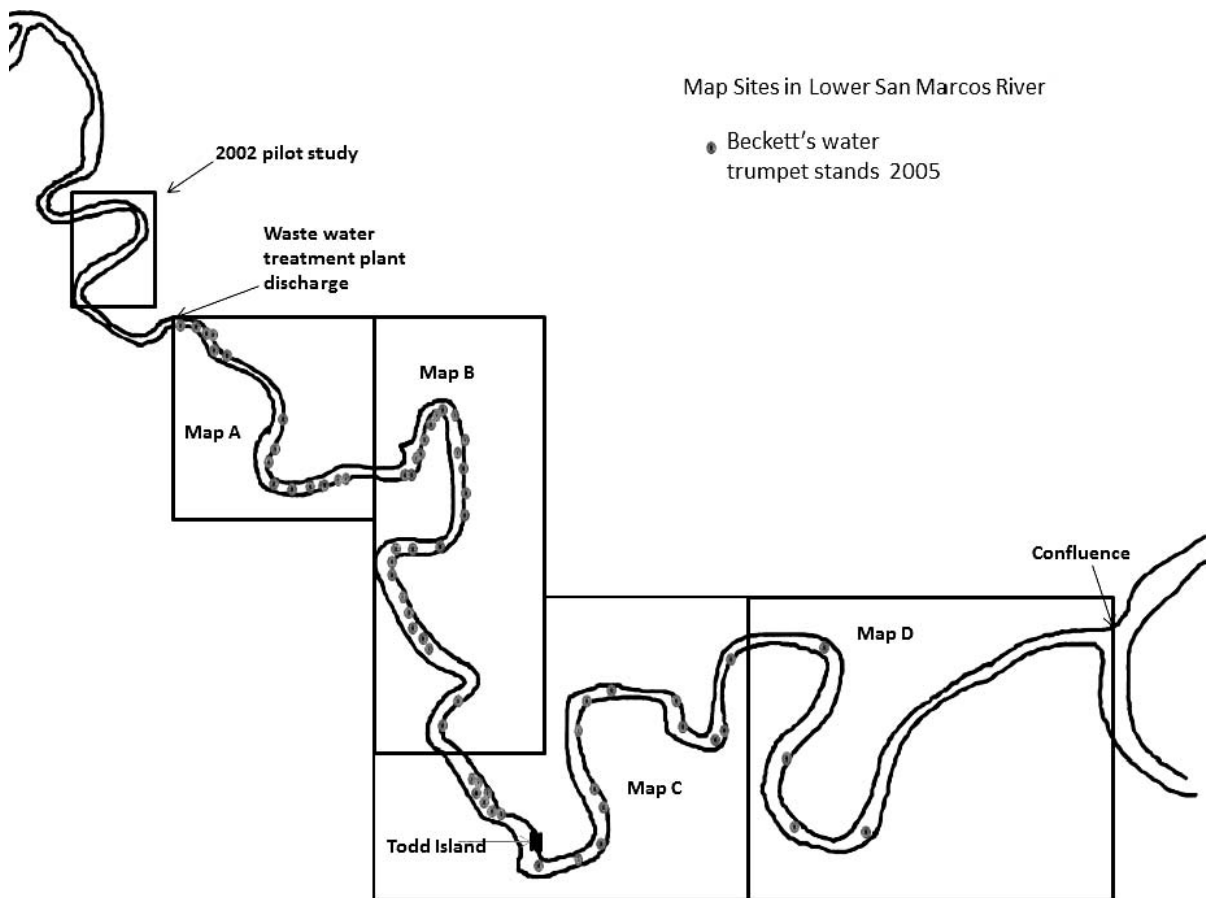 Map Sites in Lower San Marcos River
Beckett's water
trumpet stands 2005
2002 pilot study
Waste water
treatment plant
discharge
Map B
Map A
Confluence
Map D
Map C
Todd Island